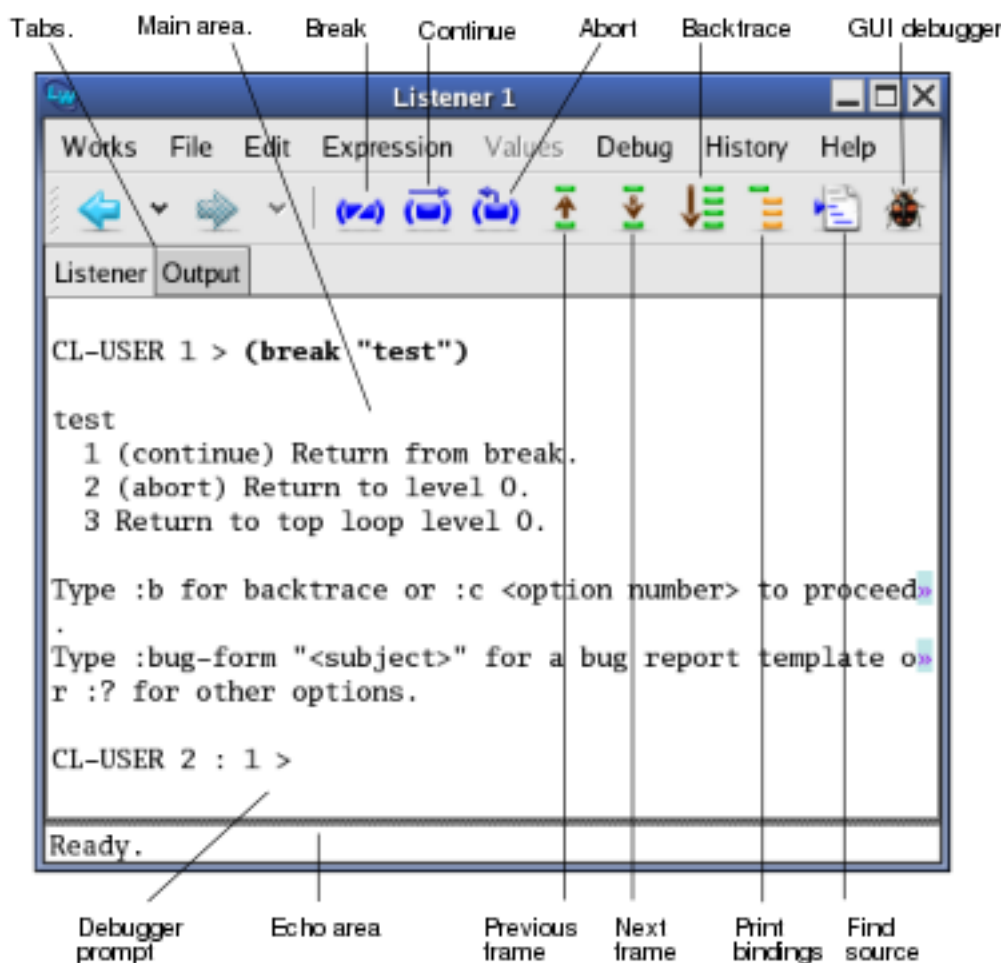 Tabs. Main area. Break Continue Abort Backtrace GUI debugger
LW Listener 1
Works File Edit Expression Values Debug History Help
Listener Output
CL-USER 1 > (break "test")
test
1 (continue) Return from break.
2 (abort) Return to level 0.
3 Return to top loop level 0.
Type :b for backtrace or :c <option number> to proceed»
.
Type :bug-form "<subject>" for a bug report template o»
r :? for other options.
CL-USER 2 : 1 >
Ready.
Debugger prompt Echo area Previous frame Next frame Print bindings Find source